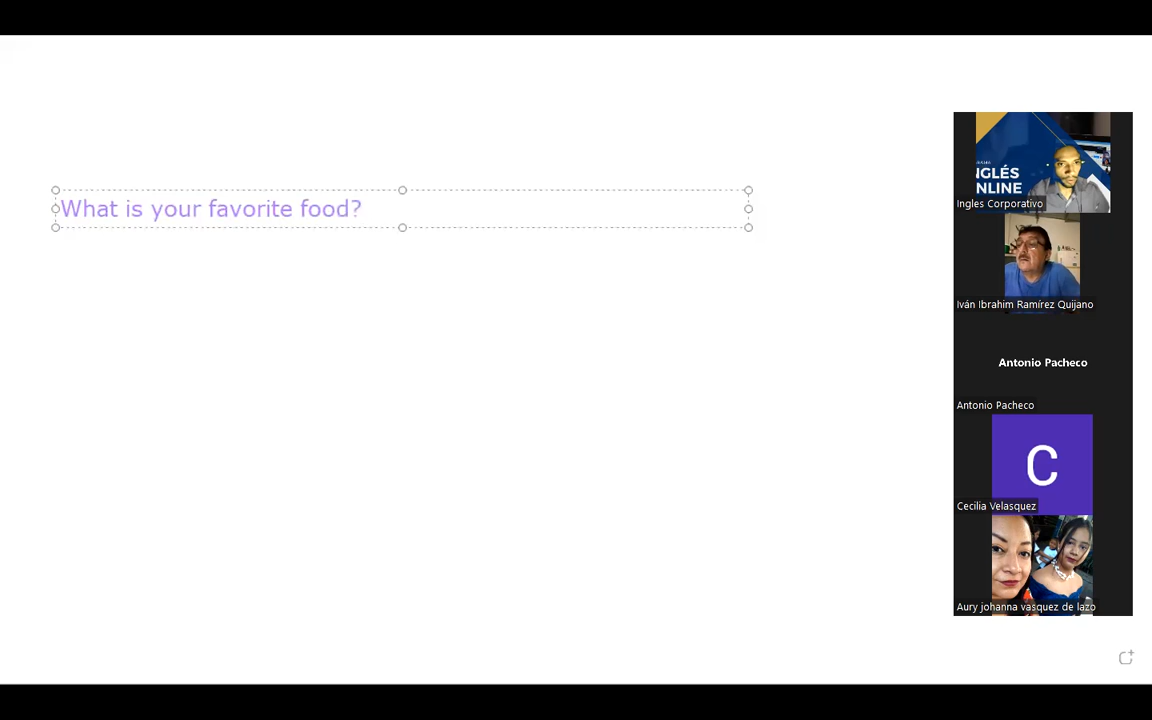 What is your favorite food?
NGLÉS
NLINE
Ingles Corporativo
Iván Ibrahim Ramírez Quijano
Antonio Pacheco
Antonio Pacheco
C
Cecilia Velasquez
Aury johanna vasquez de lazo